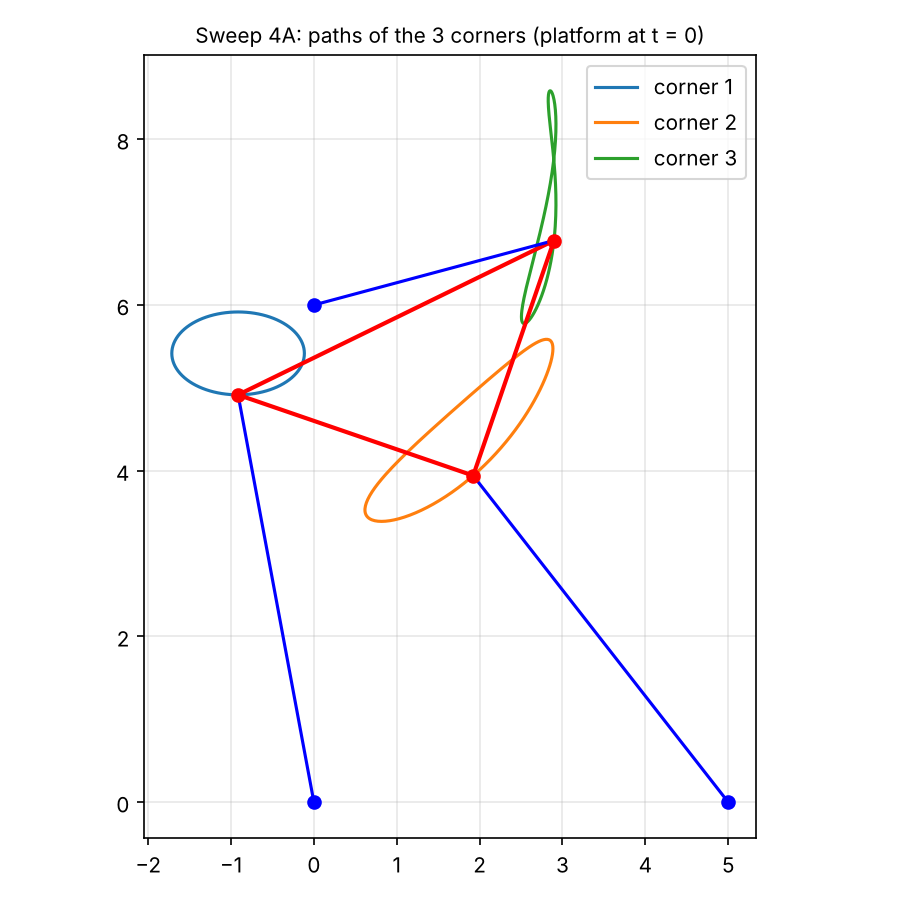 Sweep 4A: paths of the 3 corners (platform at t = 0)
corner 1
corner 2
corner 3
8
6
4
2
0
−2 −1 0 1 2 3 4 5